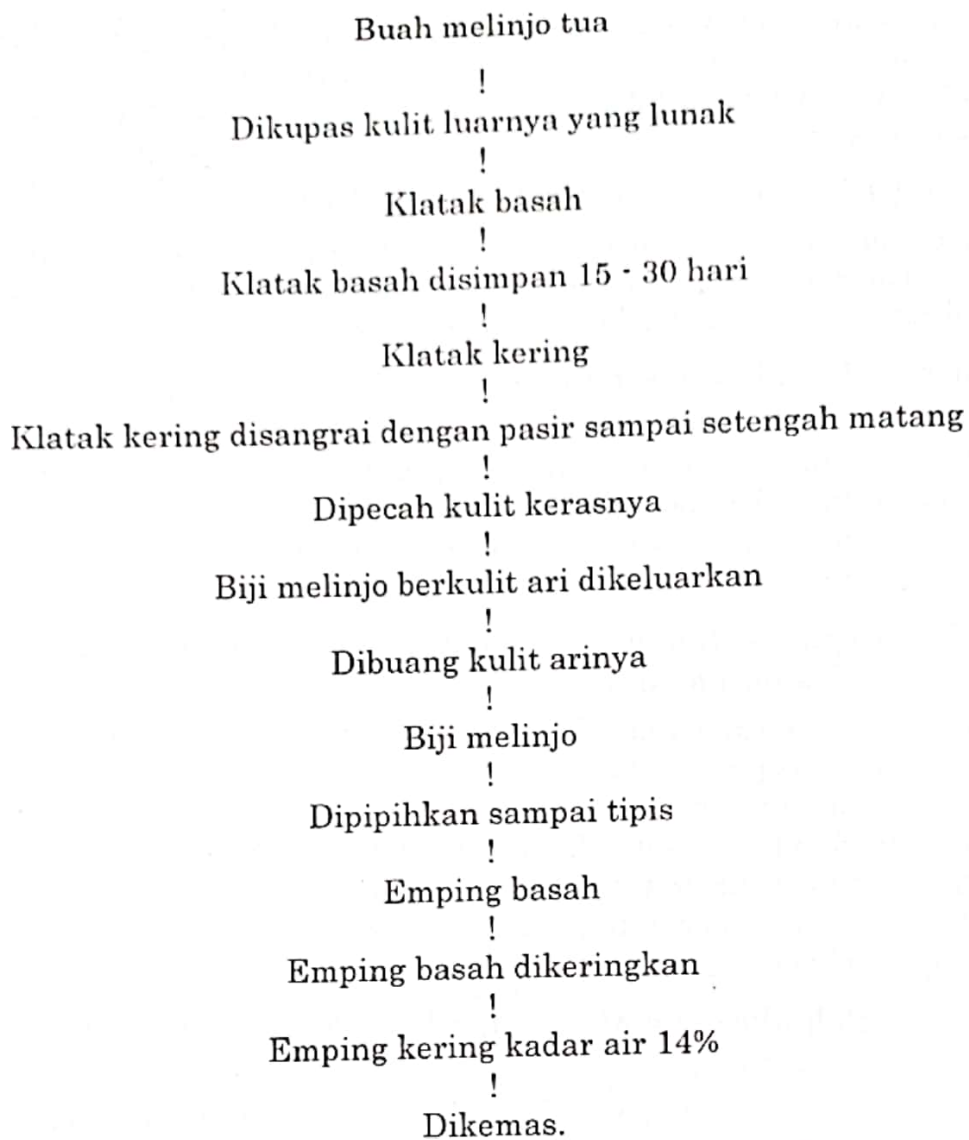 Buah melinjo tua
!
Dikupas kulit luarnya yang lunak
!
Klatak basah
!
Klatak basah disimpan 15 - 30 hari
!
Klatak kering
!
Klatak kering disangrai dengan pasir sampai setengah matang
!
Dipecah kulit kerasnya
!
Biji melinjo berkulit ari dikeluarkan
!
Dibuang kulit arinya
!
Biji melinjo
!
Dipipihkan sampai tipis
!
Emping basah
!
Emping basah dikeringkan
!
Emping kering kadar air 14%
!
Dikemas.